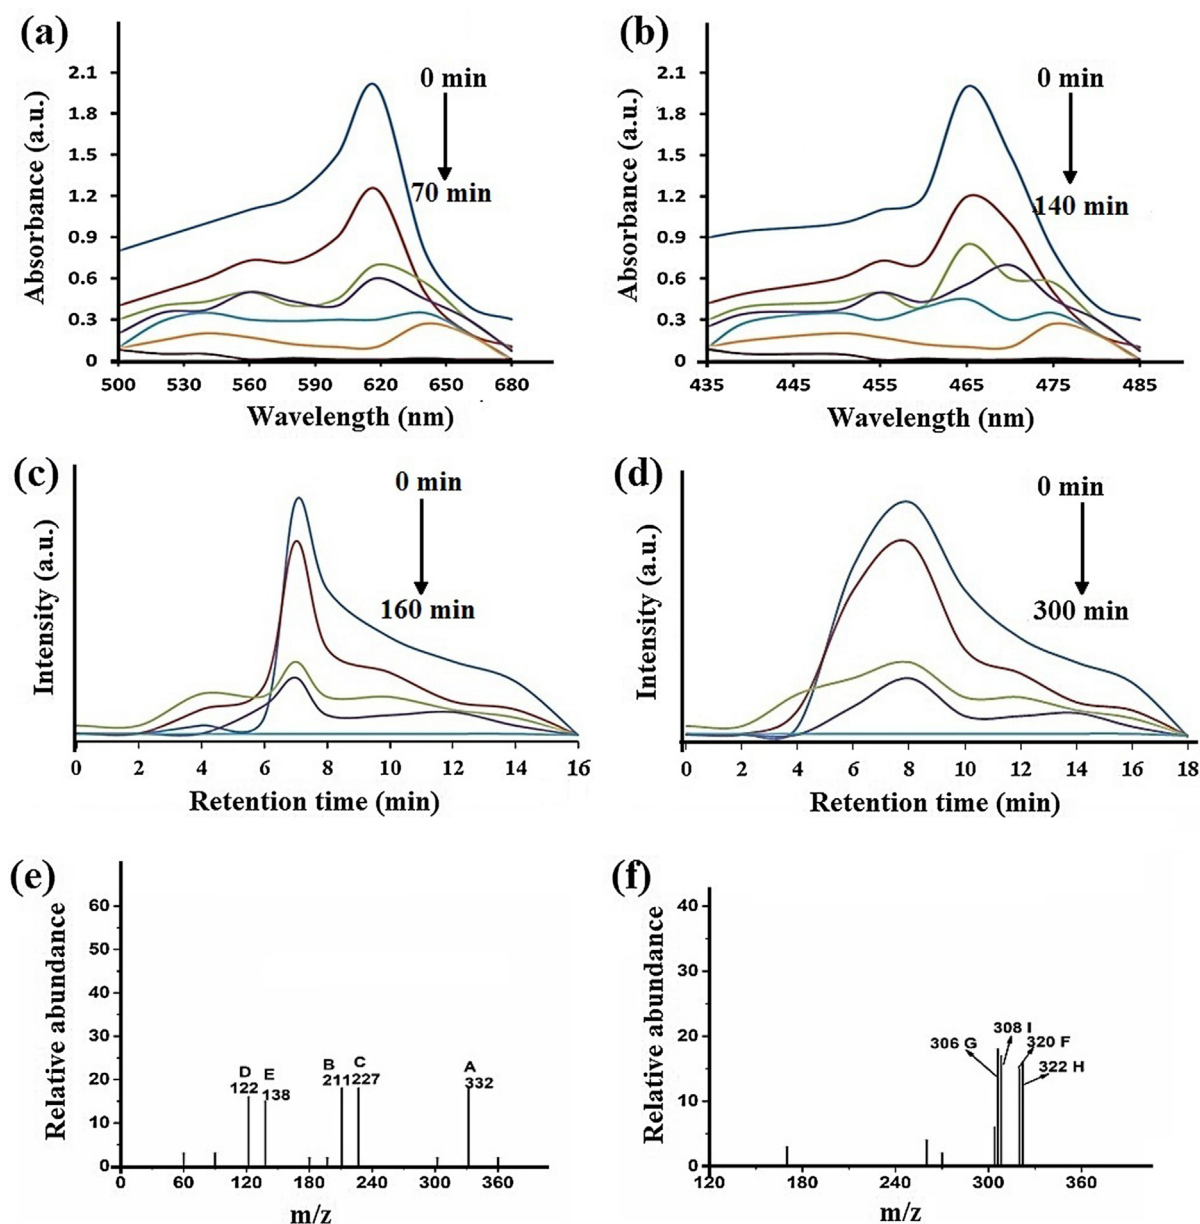 (a)
Absorbance (a.u.)
2.1
1.8
1.5
1.2
0.9
0.6
0.3
0
0 min
70 min
500 530 560 590 620 650 680
Wavelength (nm)
(b)
Absorbance (a.u.)
2.1
1.8
1.5
1.2
0.9
0.6
0.3
0
0 min
140 min
435 445 455 465 475 485
Wavelength (nm)
(c)
Intensity (a.u.)
0 min
160 min
0 2 4 6 8 10 12 14 16
Retention time (min)
(d)
Intensity (a.u.)
0 min
300 min
0 2 4 6 8 10 12 14 16 18
Retention time (min)
(e)
Relative abundance
60
50
40
30
20
10
0
D
122
E
138
B
211
C
227
A
332
0 60 120 180 240 300 360
m/z
(f)
Relative abundance
40
30
20
10
0
306 G
308 I
320 F
322 H
120 180 240 300 360
m/z